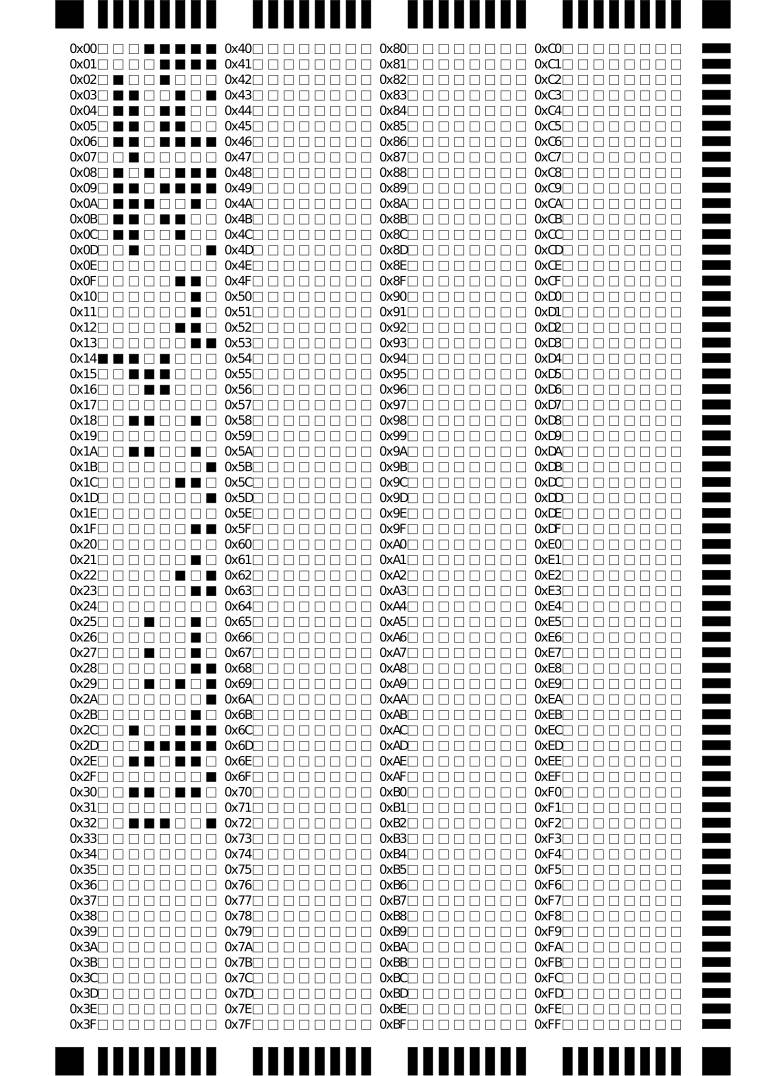 0x00 0x40 0x80 0xC0
0x01 0x41 0x81 0xC1
0x02 0x42 0x82 0xC2
0x03 0x43 0x83 0xC3
0x04 0x44 0x84 0xC4
0x05 0x45 0x85 0xC5
0x06 0x46 0x86 0xC6
0x07 0x47 0x87 0xC7
0x08 0x48 0x88 0xC8
0x09 0x49 0x89 0xC9
0x0A 0x4A 0x8A 0xCA
0x0B 0x4B 0x8B 0xCB
0x0C 0x4C 0x8C 0xCC
0x0D 0x4D 0x8D 0xCD
0x0E 0x4E 0x8E 0xCE
0x0F 0x4F 0x8F 0xCF
0x10 0x50 0x90 0xD0
0x11 0x51 0x91 0xD1
0x12 0x52 0x92 0xD2
0x13 0x53 0x93 0xD3
0x14 0x54 0x94 0xD4
0x15 0x55 0x95 0xD5
0x16 0x56 0x96 0xD6
0x17 0x57 0x97 0xD7
0x18 0x58 0x98 0xD8
0x19 0x59 0x99 0xD9
0x1A 0x5A 0x9A 0xDA
0x1B 0x5B 0x9B 0xDB
0x1C 0x5C 0x9C 0xDC
0x1D 0x5D 0x9D 0xDD
0x1E 0x5E 0x9E 0xDE
0x1F 0x5F 0x9F 0xDF
0x20 0x60 0xA0 0xE0
0x21 0x61 0xA1 0xE1
0x22 0x62 0xA2 0xE2
0x23 0x63 0xA3 0xE3
0x24 0x64 0xA4 0xE4
0x25 0x65 0xA5 0xE5
0x26 0x66 0xA6 0xE6
0x27 0x67 0xA7 0xE7
0x28 0x68 0xA8 0xE8
0x29 0x69 0xA9 0xE9
0x2A 0x6A 0xAA 0xEA
0x2B 0x6B 0xAB 0xEB
0x2C 0x6C 0xAC 0xEC
0x2D 0x6D 0xAD 0xED
0x2E 0x6E 0xAE 0xEE
0x2F 0x6F 0xAF 0xEF
0x30 0x70 0xB0 0xF0
0x31 0x71 0xB1 0xF1
0x32 0x72 0xB2 0xF2
0x33 0x73 0xB3 0xF3
0x34 0x74 0xB4 0xF4
0x35 0x75 0xB5 0xF5
0x36 0x76 0xB6 0xF6
0x37 0x77 0xB7 0xF7
0x38 0x78 0xB8 0xF8
0x39 0x79 0xB9 0xF9
0x3A 0x7A 0xBA 0xFA
0x3B 0x7B 0xBB 0xFB
0x3C 0x7C 0xBC 0xFC
0x3D 0x7D 0xBD 0xFD
0x3E 0x7E 0xBE 0xFE
0x3F 0x7F 0xBF 0xFF